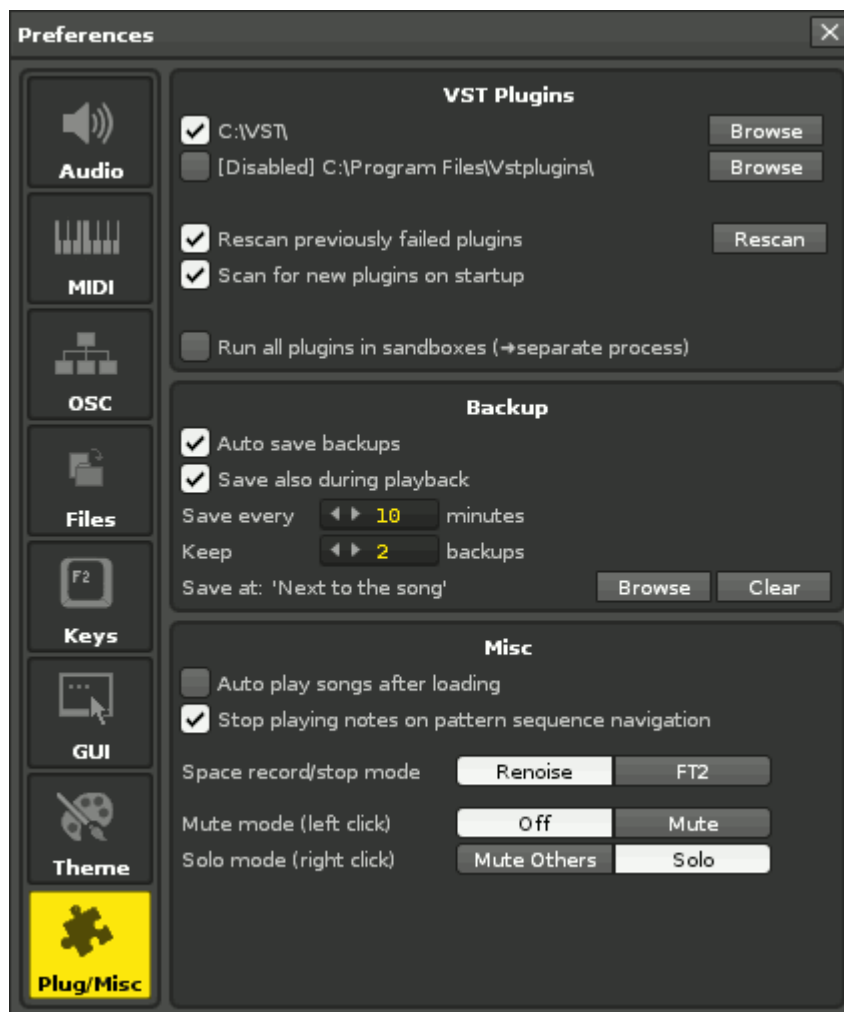 Preferences
Audio
MIDI
OSC
Files
F2
Keys
GUI
Theme
Plug/Misc
VST Plugins
C:\VST\ Browse
[Disabled] C:\Program Files\Vstplugins\ Browse
Rescan previously failed plugins Rescan
Scan for new plugins on startup
Run all plugins in sandboxes (➔separate process)
Backup
Auto save backups
Save also during playback
Save every 10 minutes
Keep 2 backups
Save at: 'Next to the song' Browse Clear
Misc
Auto play songs after loading
Stop playing notes on pattern sequence navigation
Space record/stop mode Renoise FT2
Mute mode (left click) Off Mute
Solo mode (right click) Mute Others Solo